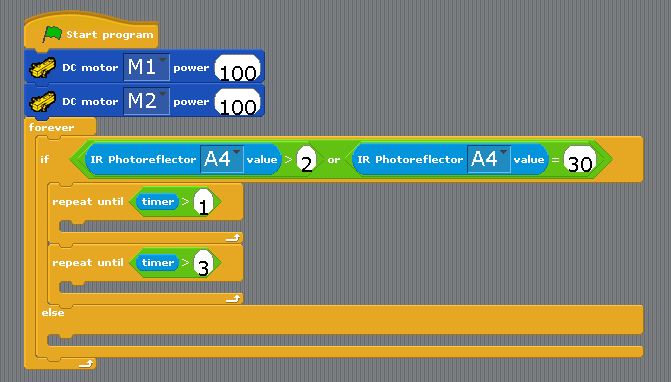 Start program
DC motor M1 power 100
DC motor M2 power 100
forever
if IR Photoreflector A4 value > 2 or IR Photoreflector A4 value = 30
repeat until timer > 1
repeat until timer > 3
else